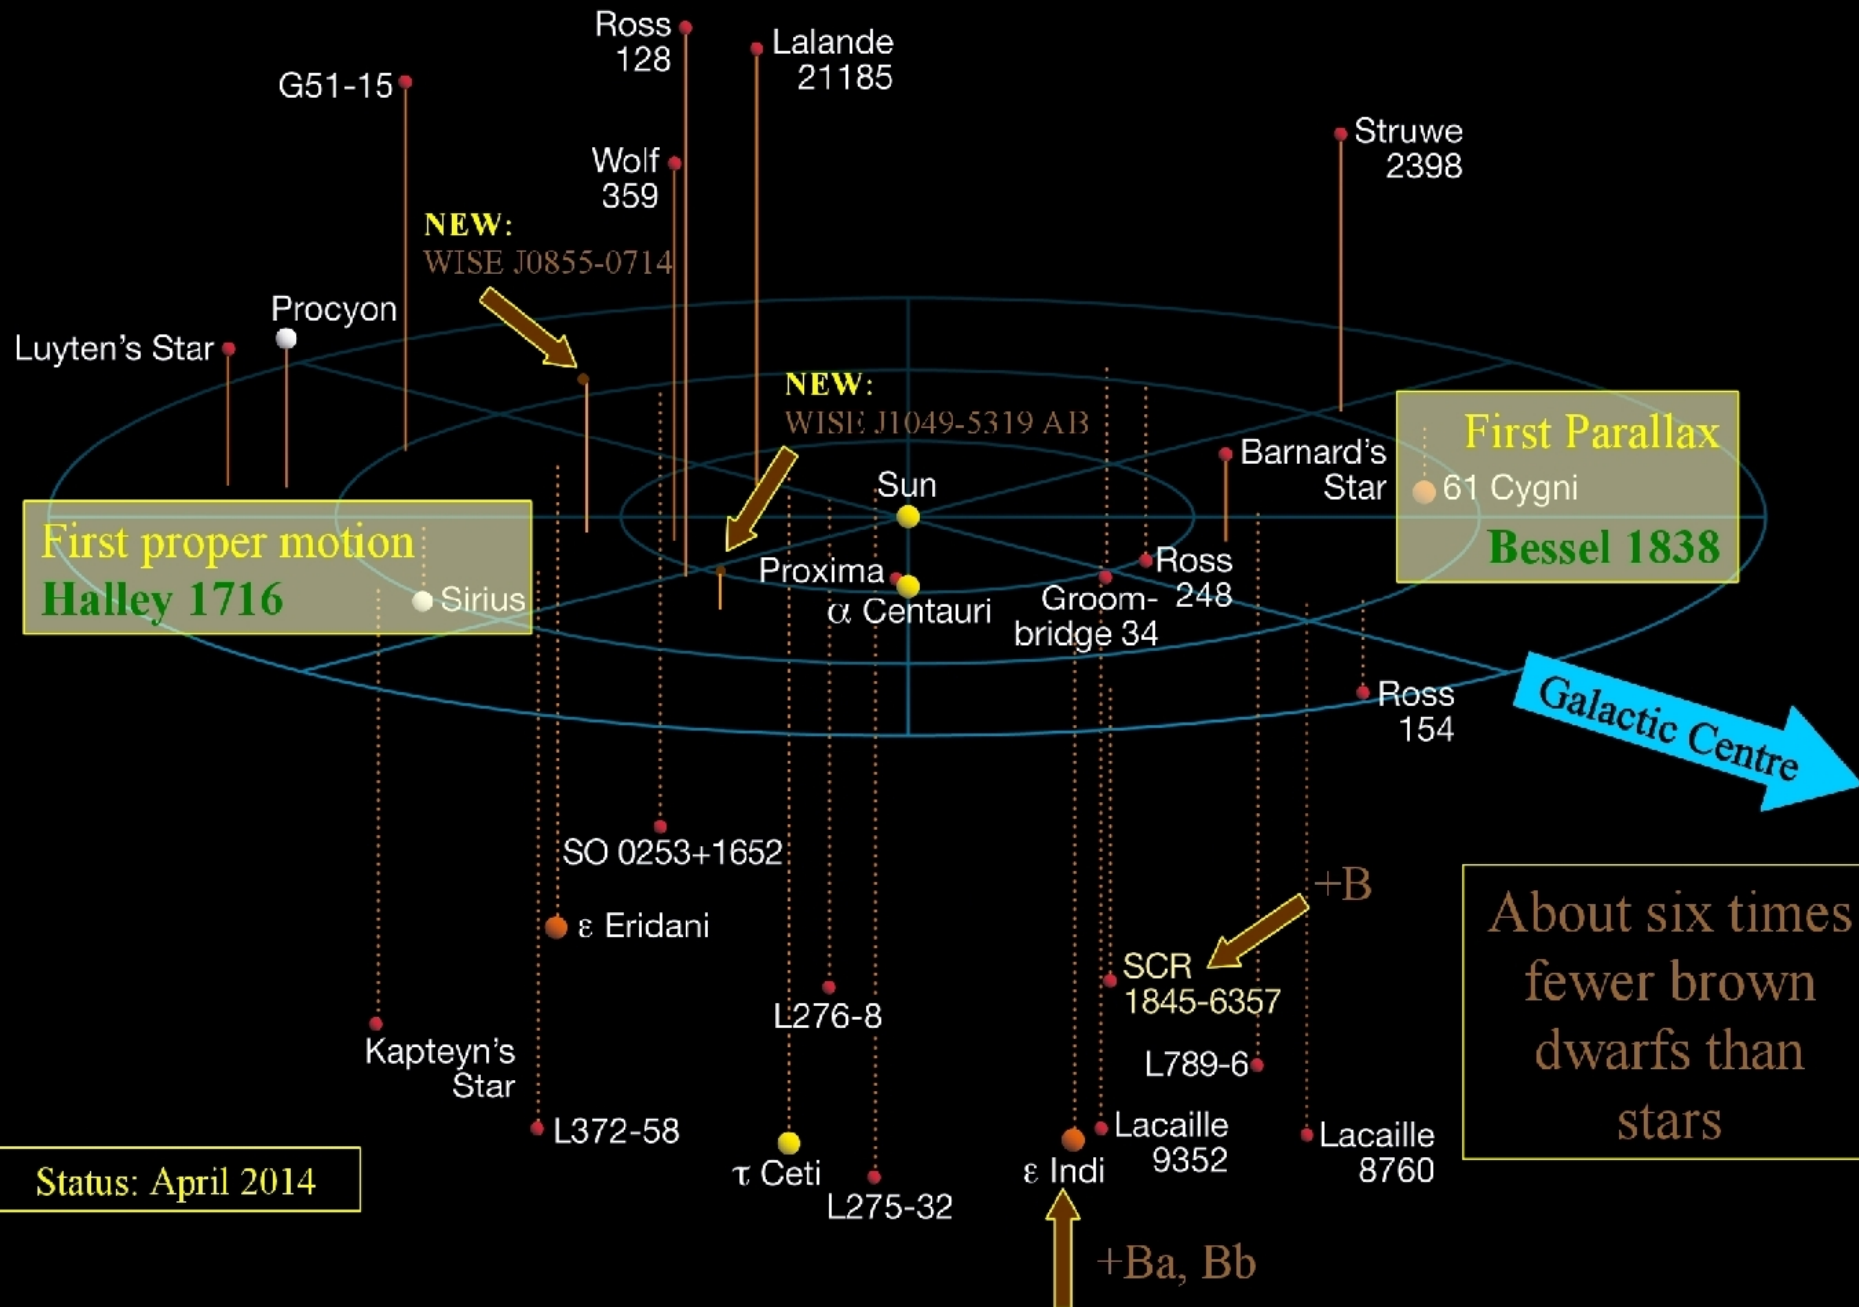 Ross
128
Lalande
21185
G51-15
Struwe
2398
Wolf
359
NEW:
WISE J0855-0714
Procyon
Luyten's Star
NEW:
WISE J1049-5319 AB
First Parallax
Barnard's
Star
61 Cygni
Bessel 1838
Sun
First proper motion
Halley 1716
Sirius
Proxima
α Centauri
Ross
248
Groom-
bridge 34
Ross
154
Galactic Centre
SO 0253+1652
+B
ε Eridani
SCR
1845-6357
About six times
fewer brown
dwarfs than
stars
L276-8
Kapteyn's
Star
L789-6
L372-58
Lacaille
9352
Lacaille
8760
τ Ceti
ε Indi
L275-32
Status: April 2014
+Ba, Bb